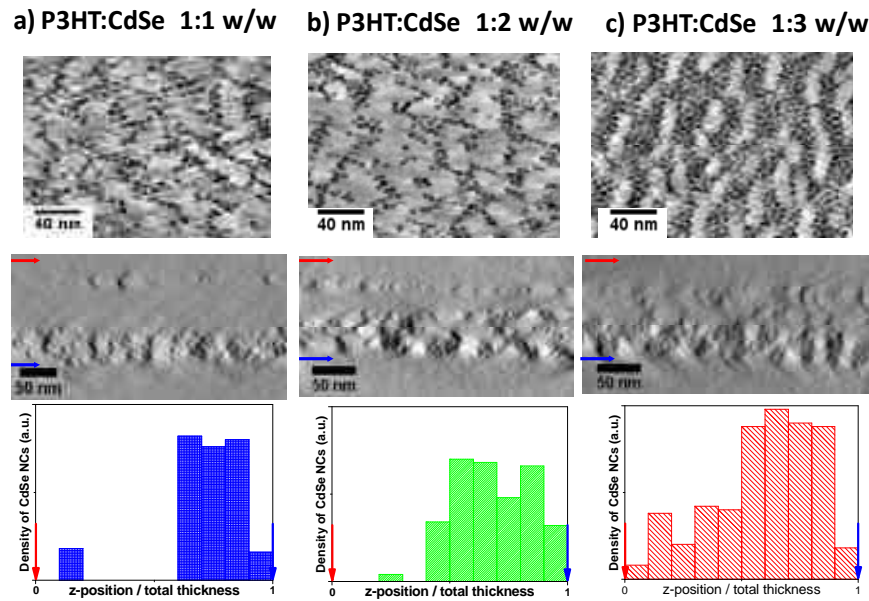 a) P3HT:CdSe 1:1 w/w
b) P3HT:CdSe 1:2 w/w
c) P3HT:CdSe 1:3 w/w
40 nm
40 nm
40 nm
50 nm
50 nm
50 nm
Density of CdSe NCs (a.u.)
0
1
z-position / total thickness
Density of CdSe NCs (a.u.)
0
1
z-position / total thickness
Density of CdSe NCs (a.u.)
0
1
z-position / total thickness